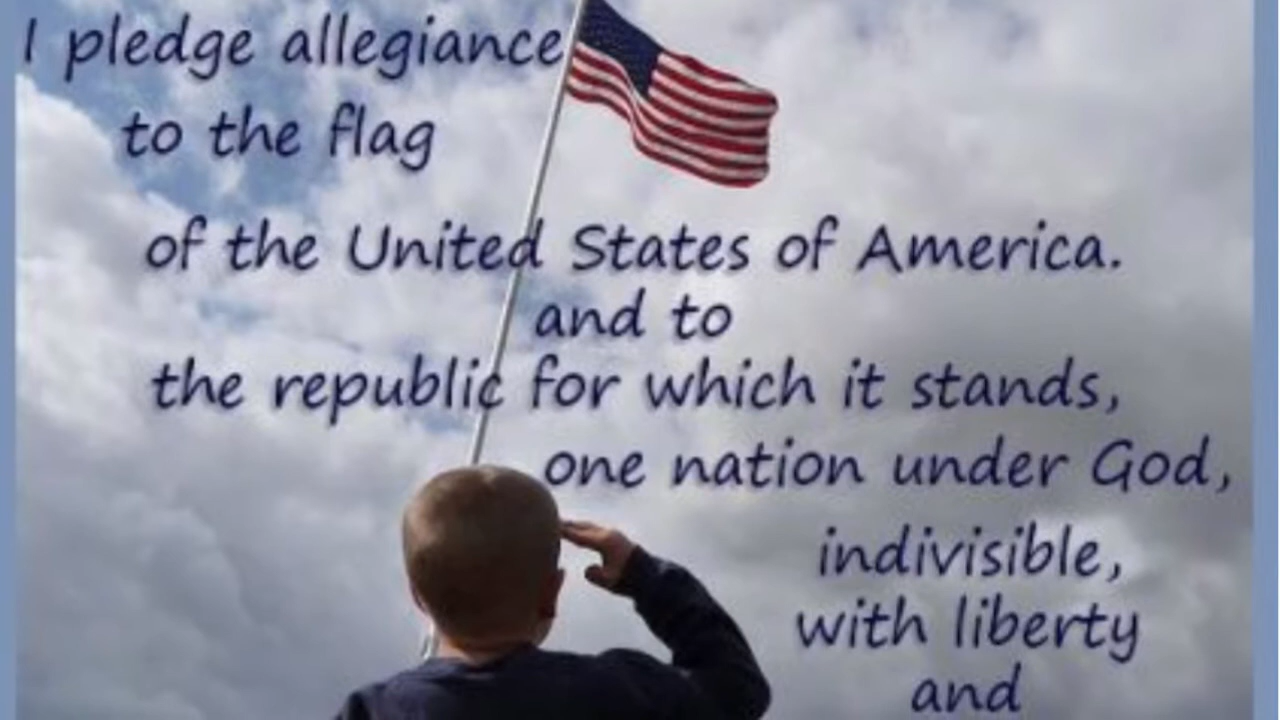 I pledge allegiance
to the flag
of the United States of America.
and to
the republic for which it stands,
one nation under God,
indivisible,
with liberty
and